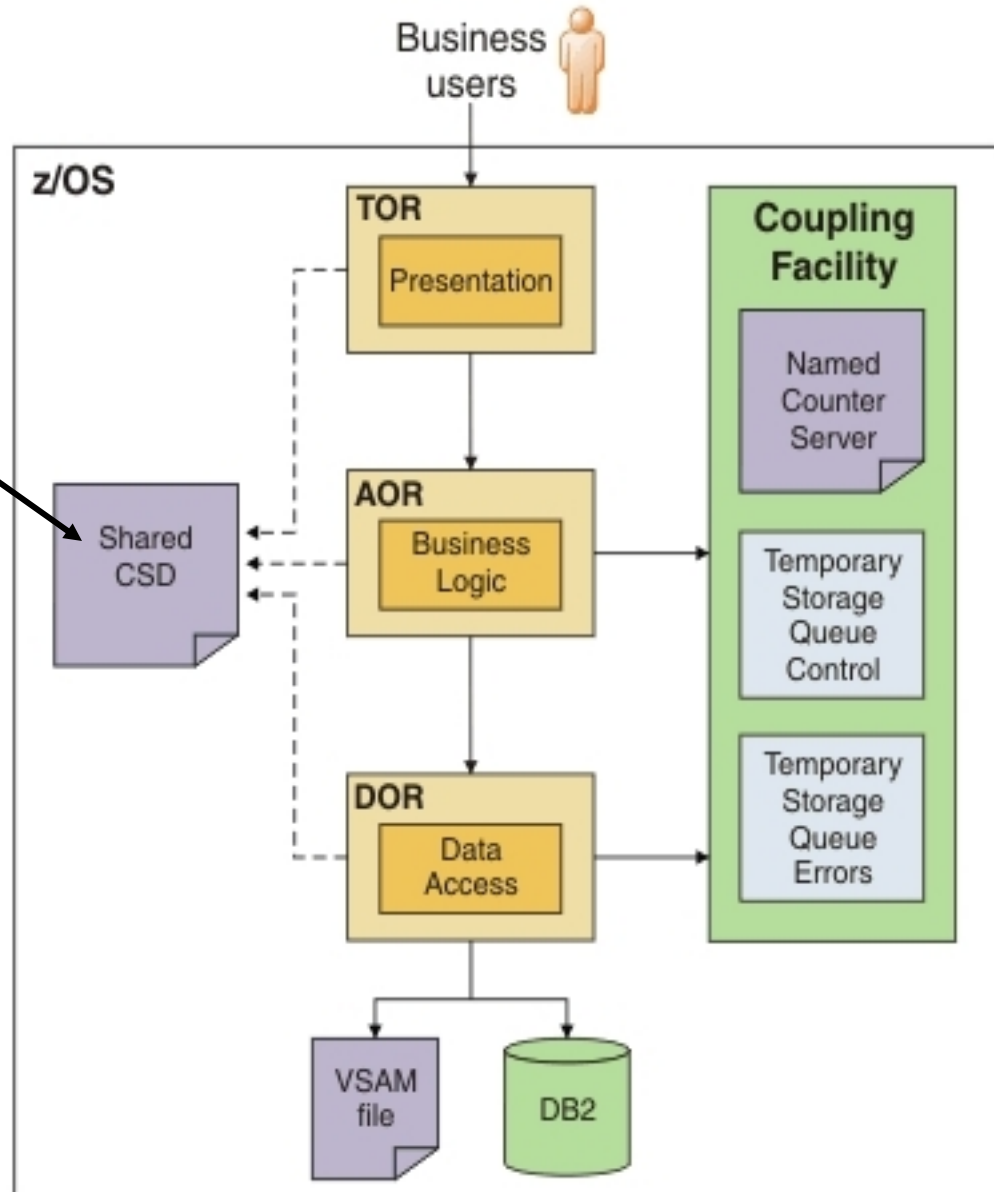 Business
users
z/OS
TOR
Presentation
Coupling
Facility
Named
Counter
Server
AOR
Business
Logic
Shared
CSD
Temporary
Storage
Queue
Control
DOR
Data
Access
Temporary
Storage
Queue
Errors
VSAM
file
DB2